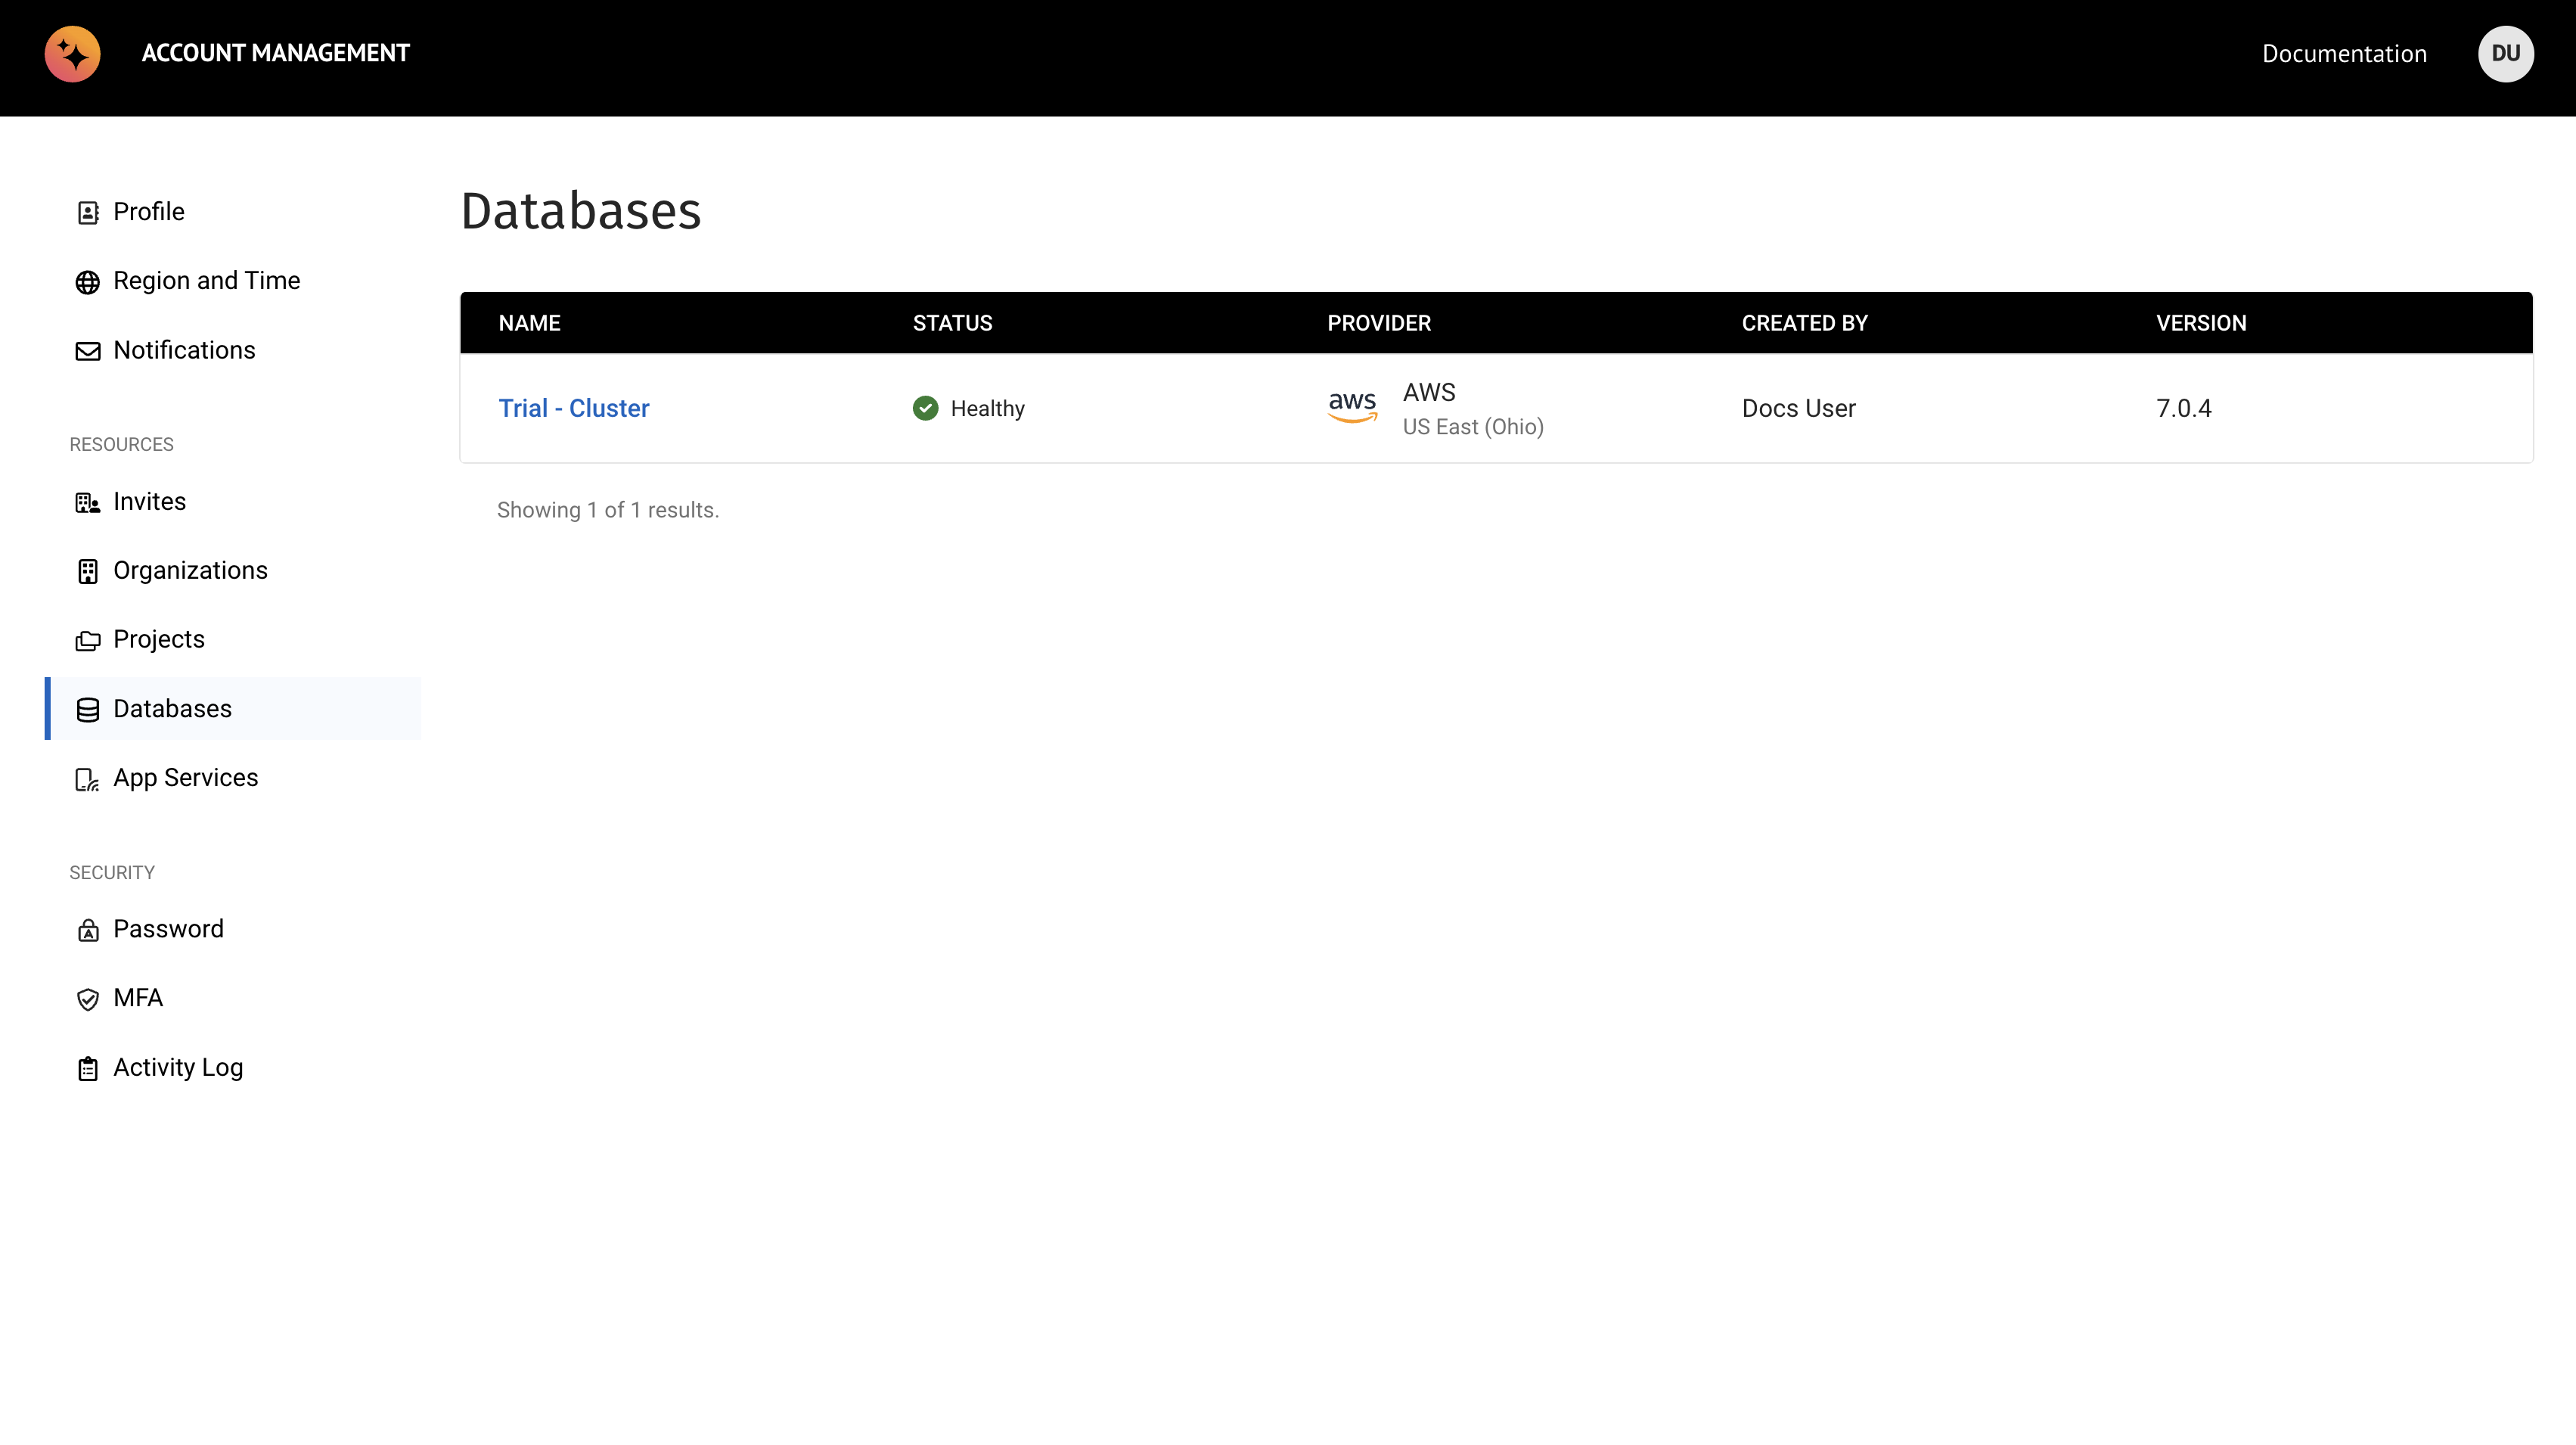 ACCOUNT MANAGEMENT
Documentation
DU
Profile
Region and Time
Notifications
RESOURCES
Invites
Organizations
Projects
Databases
App Services
SECURITY
Password
MFA
Activity Log
Databases
NAME STATUS PROVIDER CREATED BY VERSION
Trial - Cluster Healthy aws AWS Docs User 7.0.4
US East (Ohio)
Showing 1 of 1 results.